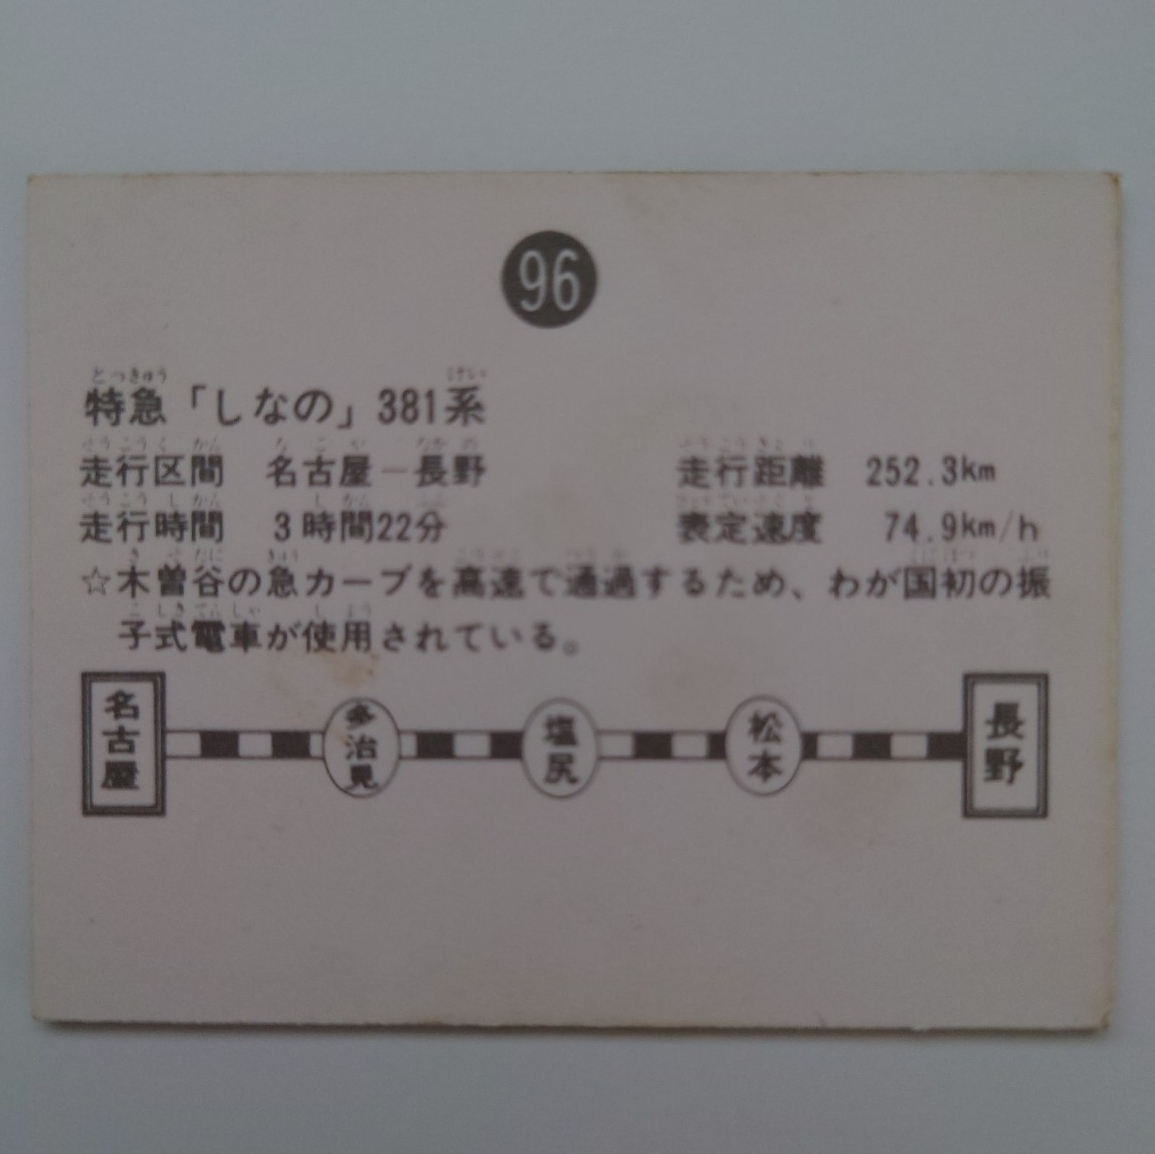 96
特急「しなの」381系
走行区間 名古屋－長野 走行距離 252.3km
走行時間 3時間22分 表定速度 74.9km/h
☆木曽谷の急カーブを高速で通過するため、わが国初の振
子式電車が使用されている。
名古屋 多治見 塩尻 松本 長野